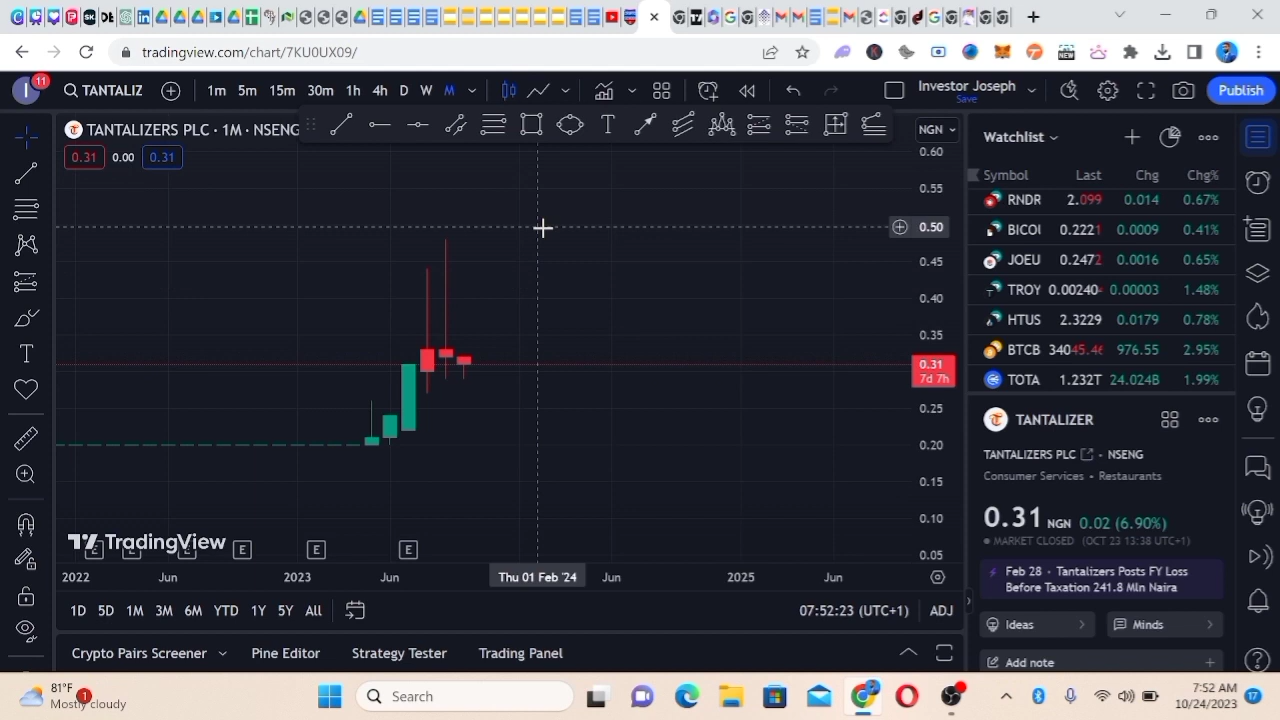 tradingview.com/chart/7KU0UX09/
NEW
I
11
TANTALIZ
1m 5m 15m 30m 1h 4h D W M
Investor Joseph
Save
Publish
TANTALIZERS PLC · 1M · NSENG
T
NGN
0.31 0.00 0.31
0.60
0.55
0.50
0.45
0.40
0.35
0.31
7d 7h
0.25
0.20
0.15
0.10
0.05
TradingView
E E E E E E
2022 Jun 2023 Jun Thu 01 Feb '24 Jun 2025 Jun
1D 5D 1M 3M 6M YTD 1Y 5Y All
07:52:23 (UTC+1) ADJ
Crypto Pairs Screener Pine Editor Strategy Tester Trading Panel
Watchlist
Symbol Last Chg Chg%
RNDR 2.099 0.014 0.67%
BICOI 0.2221 0.0009 0.41%
JOEU 0.2472 0.0016 0.65%
TROY 0.00240 0.00003 1.48%
HTUS 2.3229 0.0179 0.78%
BTCB 34045.46 976.55 2.95%
TOTA 1.232T 24.024B 1.99%
TANTALIZER
TANTALIZERS PLC · NSENG
Consumer Services • Restaurants
0.31 NGN 0.02 (6.90%)
MARKET CLOSED (OCT 23 13:38 UTC+1)
Feb 28 · Tantalizers Posts FY Loss
Before Taxation 241.8 Mln Naira
Ideas Minds
Add note
81°F
Mostly cloudy
1
Search
7:52 AM
10/24/2023
17